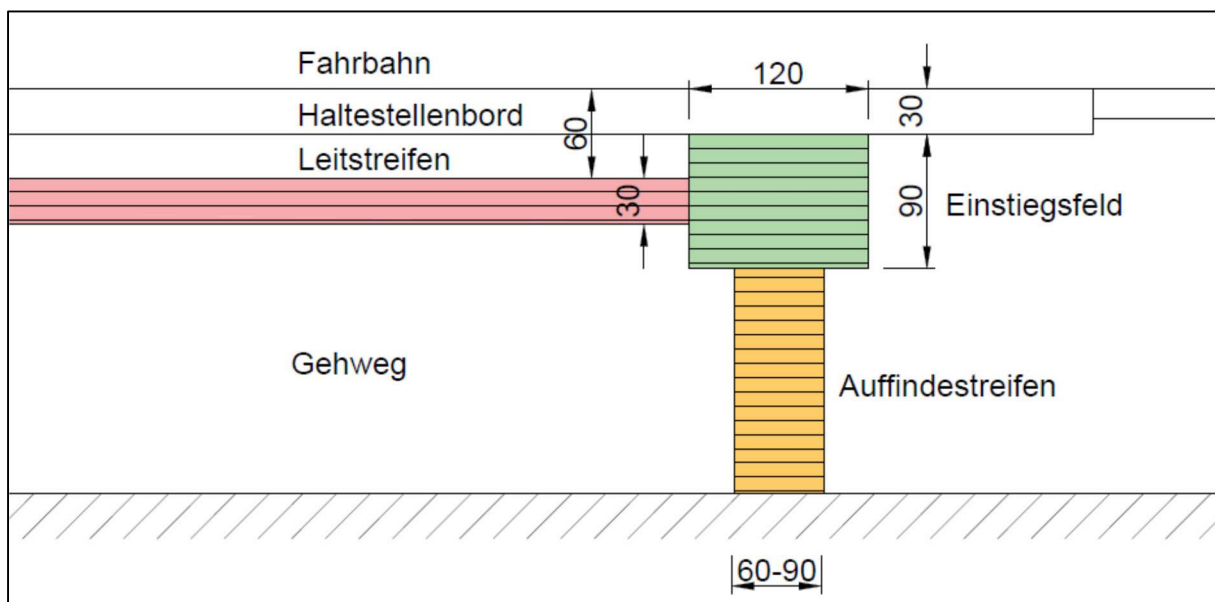 Fahrbahn
120
Haltestellenbord
60
30
Leitstreifen
30
90
Einstiegsfeld
Gehweg
Auffindestreifen
60-90